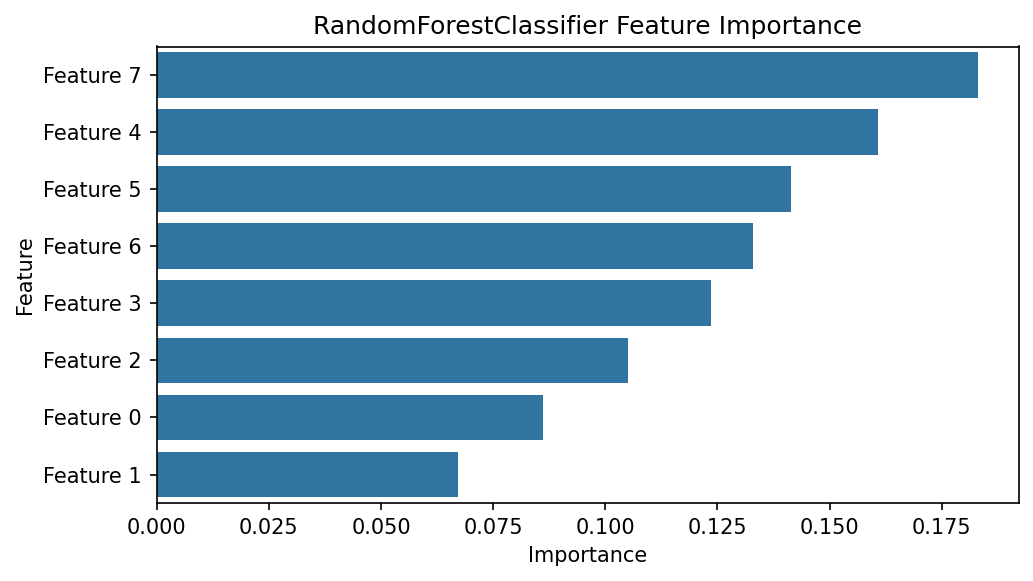 RandomForestClassifier Feature Importance
Feature
Feature 7
Feature 4
Feature 5
Feature 6
Feature 3
Feature 2
Feature 0
Feature 1
0.000 0.025 0.050 0.075 0.100 0.125 0.150 0.175
Importance